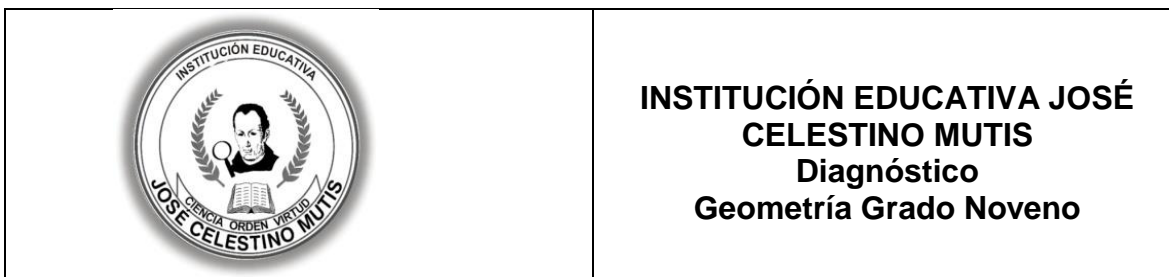 INSTITUCIÓN EDUCATIVA
CIENCIA ORDEN VIRTUD
JOSÉ CELESTINO MUTIS
INSTITUCIÓN EDUCATIVA JOSÉ
CELESTINO MUTIS
Diagnóstico
Geometría Grado Noveno